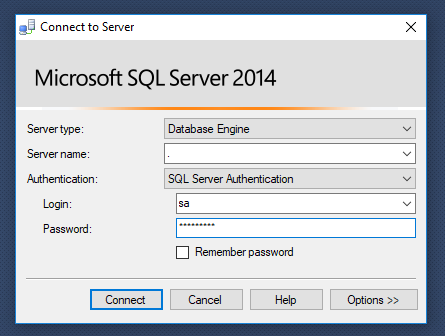 Connect to Server
Microsoft SQL Server 2014
Server type: Database Engine
Server name: .
Authentication: SQL Server Authentication
Login: sa
Password: *********
Remember password
Connect Cancel Help Options >>